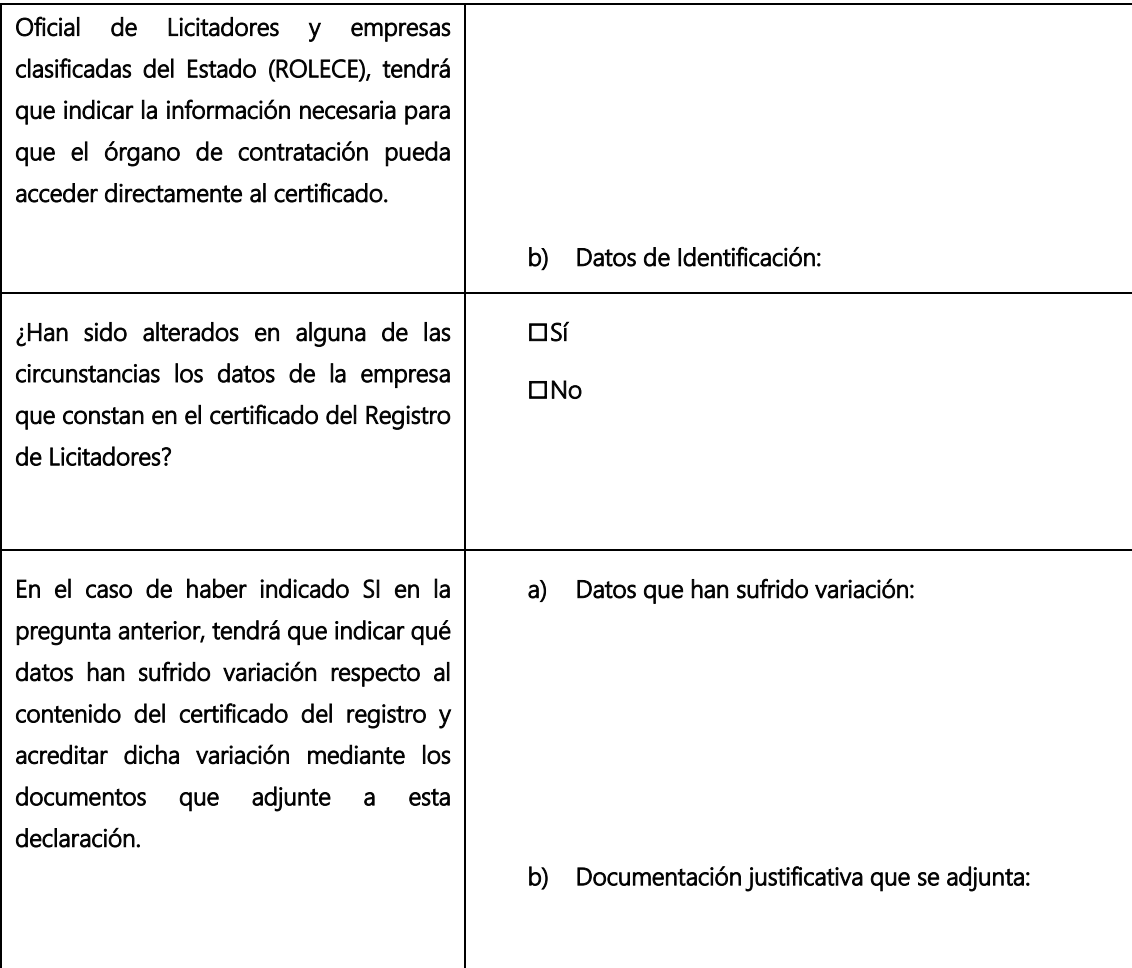 Oficial de Licitadores y empresas
clasificadas del Estado (ROLECE), tendrá
que indicar la información necesaria para
que el órgano de contratación pueda
acceder directamente al certificado.
b) Datos de Identificación:
¿Han sido alterados en alguna de las
circunstancias los datos de la empresa
que constan en el certificado del Registro
de Licitadores?
☐Sí
☐No
En el caso de haber indicado SI en la
pregunta anterior, tendrá que indicar qué
datos han sufrido variación respecto al
contenido del certificado del registro y
acreditar dicha variación mediante los
documentos que adjunte a esta
declaración.
a) Datos que han sufrido variación:
b) Documentación justificativa que se adjunta: